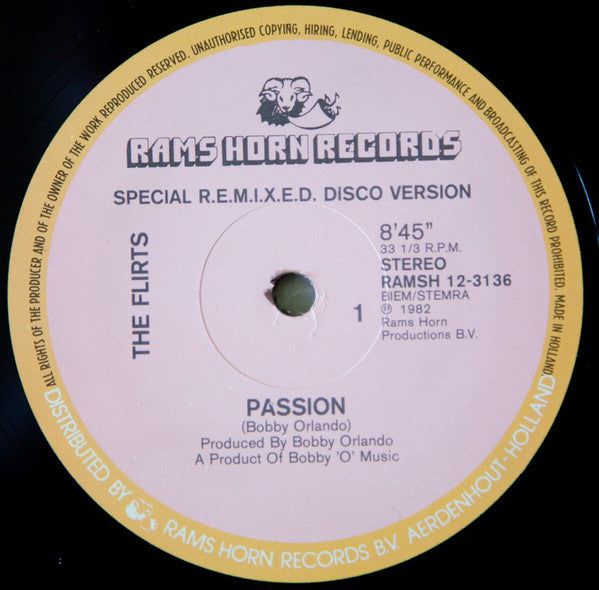 ALL RIGHTS OF THE PRODUCER AND OF THE OWNER OF THE WORK REPRODUCED RESERVED. UNAUTHORISED COPYING, HIRING, LENDING, PUBLIC PERFORMANCE AND BROADCASTING OF THIS RECORD PROHIBITED. MADE IN HOLLAND
RAMS HORN RECORDS
SPECIAL R.E.M.I.X.E.D. DISCO VERSION
THE FLIRTS
8'45"
33 1/3 R.P.M.
STEREO
RAMSH 12-3136
BIEM/STEMRA
℗ 1982
Rams Horn
Productions B.V.
1
PASSION
(Bobby Orlando)
Produced By Bobby Orlando
A Product Of Bobby 'O' Music
DISTRIBUTED BY RAMS HORN RECORDS B.V. AERDENHOUT-HOLLAND